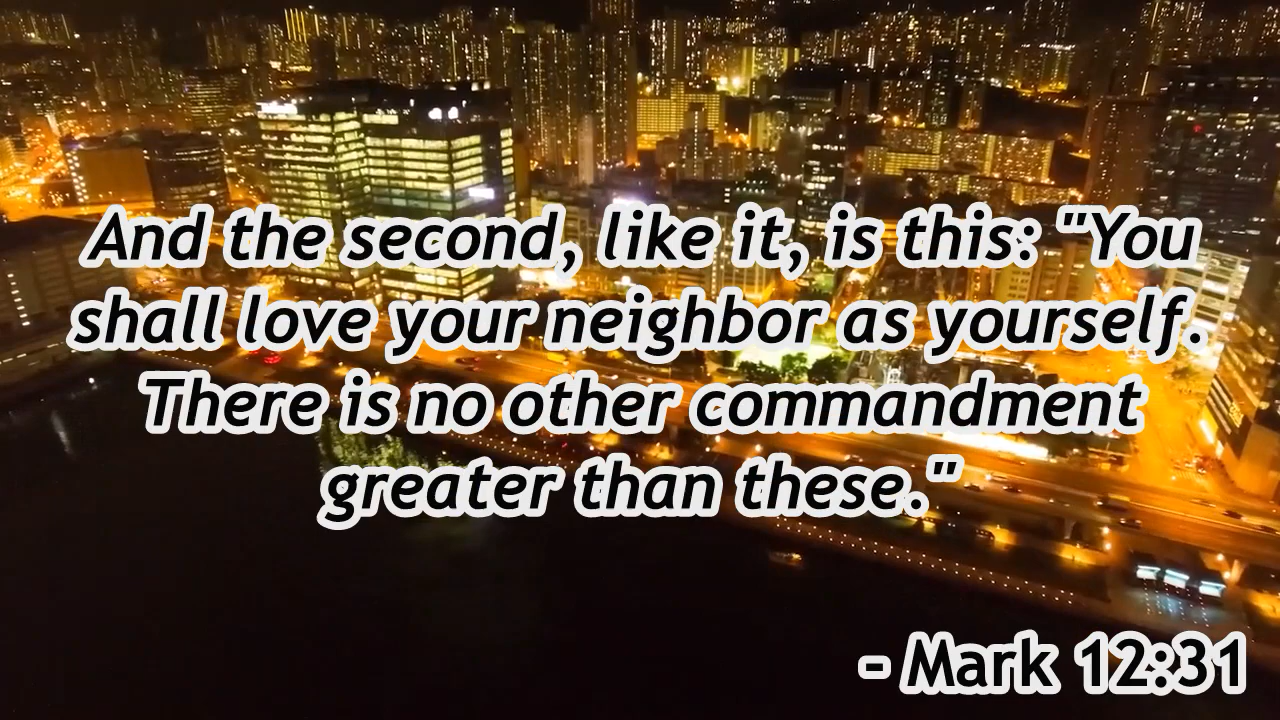 And the second, like it, is this: "You
shall love your neighbor as yourself.
There is no other commandment
greater than these."
- Mark 12:31